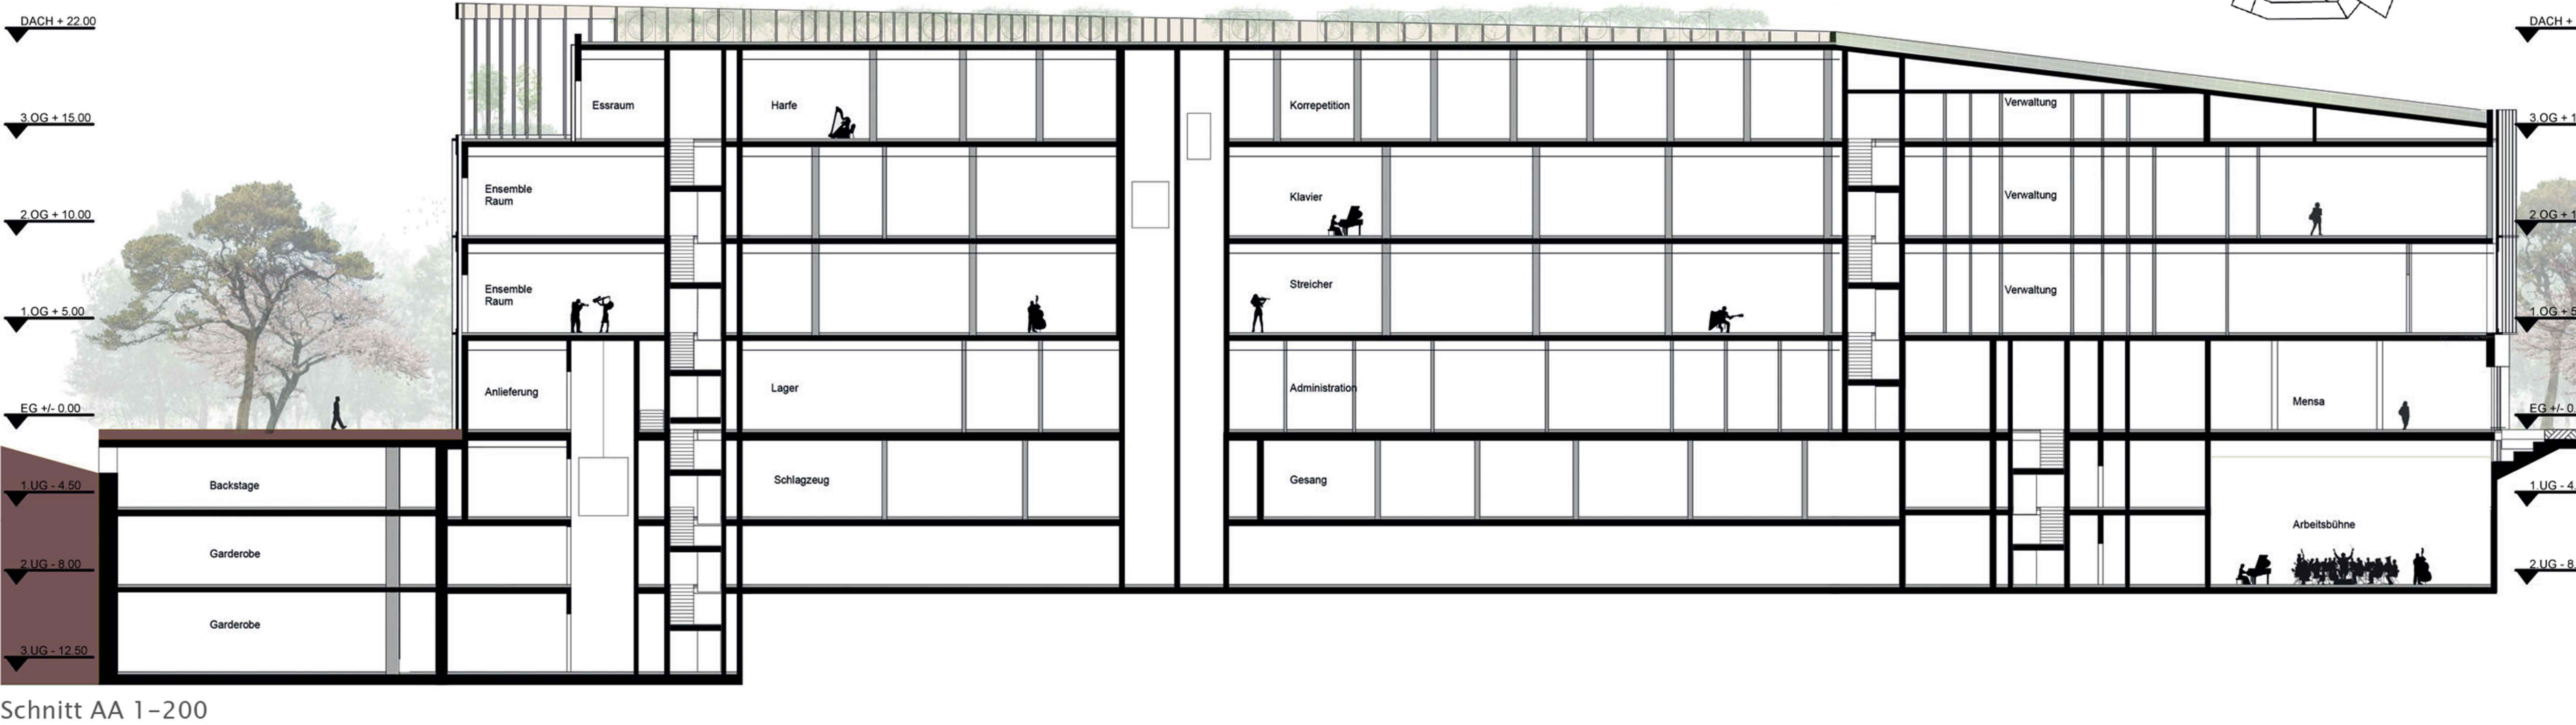 DACH + 22.00
DACH +
Essraum
Harfe
Korrepetition
Verwaltung
3.OG + 15.00
3.OG + 1
Ensemble
Raum
Klavier
Verwaltung
2.OG + 10.00
2.OG + 1
Ensemble
Raum
Streicher
Verwaltung
1.OG + 5.00
1.OG + 5
Anlieferung
Lager
Administration
Mensa
EG +/- 0.00
EG +/- 0.
Backstage
Schlagzeug
Gesang
1.UG - 4.50
1.UG - 4.
Arbeitsbühne
Garderobe
2.UG - 8.00
2.UG - 8.
Garderobe
3.UG - 12.50
Schnitt AA 1-200